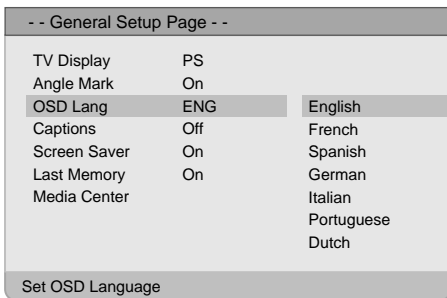 - - General Setup Page - -
TV Display PS
Angle Mark On
OSD Lang ENG English
Captions Off French
Screen Saver On Spanish
Last Memory On German
Media Center Italian
Portuguese
Dutch
Set OSD Language